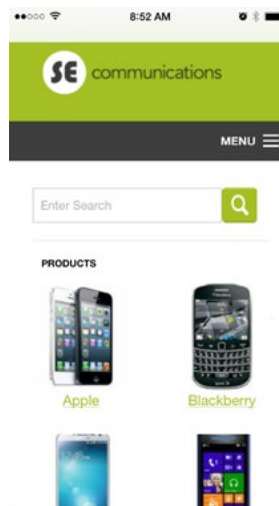 8:52 AM
SE communications
MENU
Enter Search
PRODUCTS
Apple
Blackberry